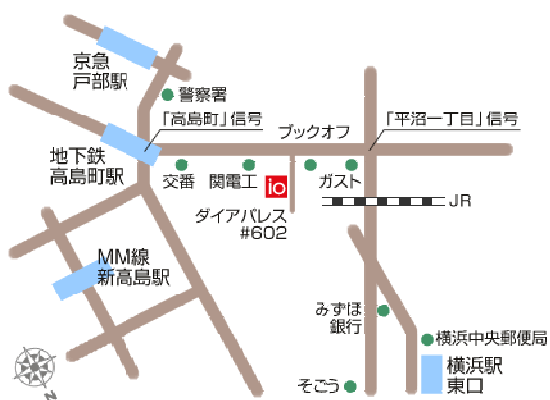 京急
戸部駅
警察署
「高島町」信号
ブックオフ
「平沼一丁目」信号
地下鉄
高島町駅
交番
関電工
io
ガスト
ダイアパレス
#602
JR
MM線
新高島駅
みずほ
銀行
横浜中央郵便局
横浜駅
東口
そごう
N